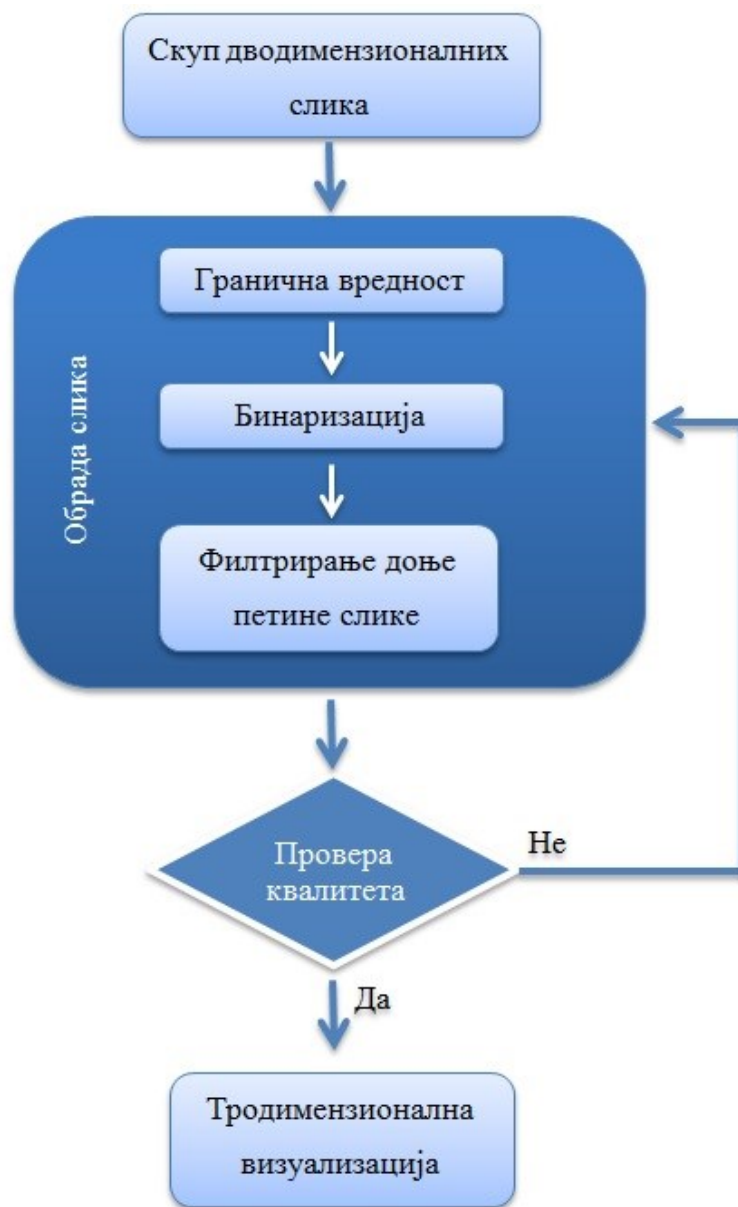 Скуп дводимензионалних
слика
Гранична вредност
Бинаризација
Обрада слика
Филтрирање доње
петине слике
Провера
квалитета
Не
Да
Тродимензионална
визуализација